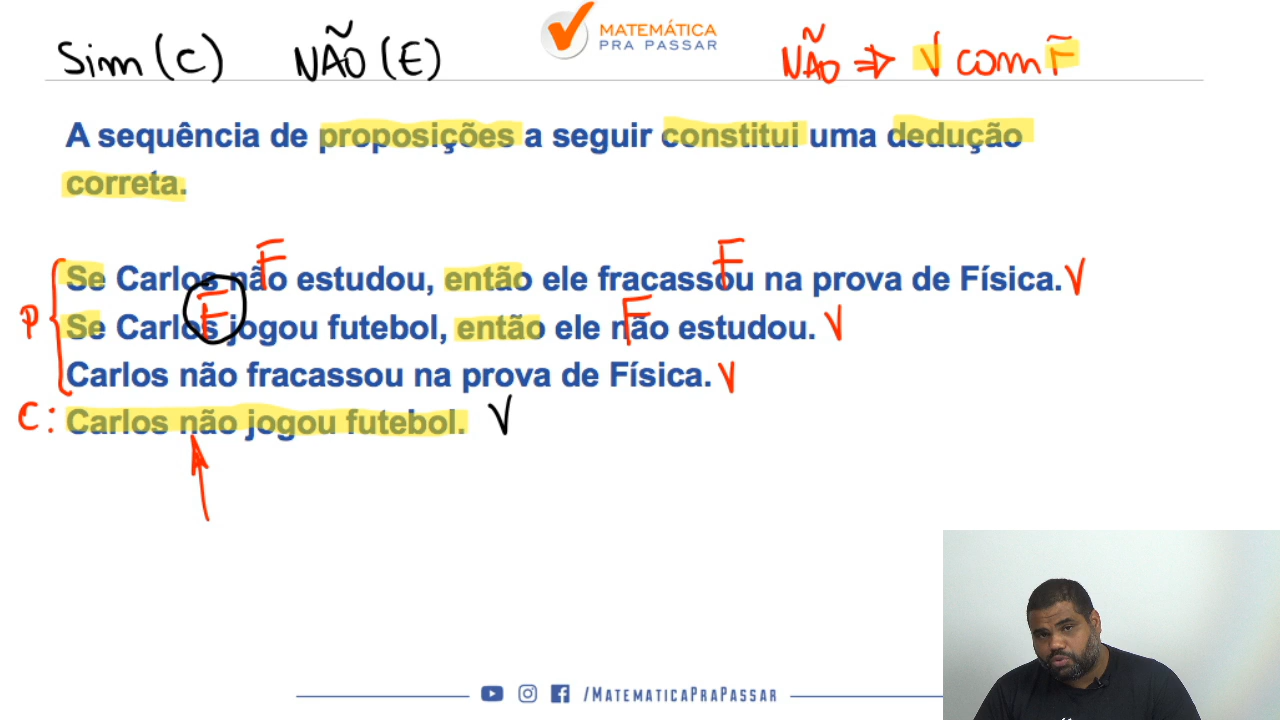 MATEMÁTICA
PRA PASSAR
Sim (C) NÃO (E) NÃO ⇒ V com F
A sequência de proposições a seguir constitui uma dedução
correta.
F F
Se Carlos não estudou, então ele fracassou na prova de Física. V
F F
P Se Carlos jogou futebol, então ele não estudou. V
Carlos não fracassou na prova de Física. V
C: Carlos não jogou futebol. V
/MATEMATICAPRAPASSAR